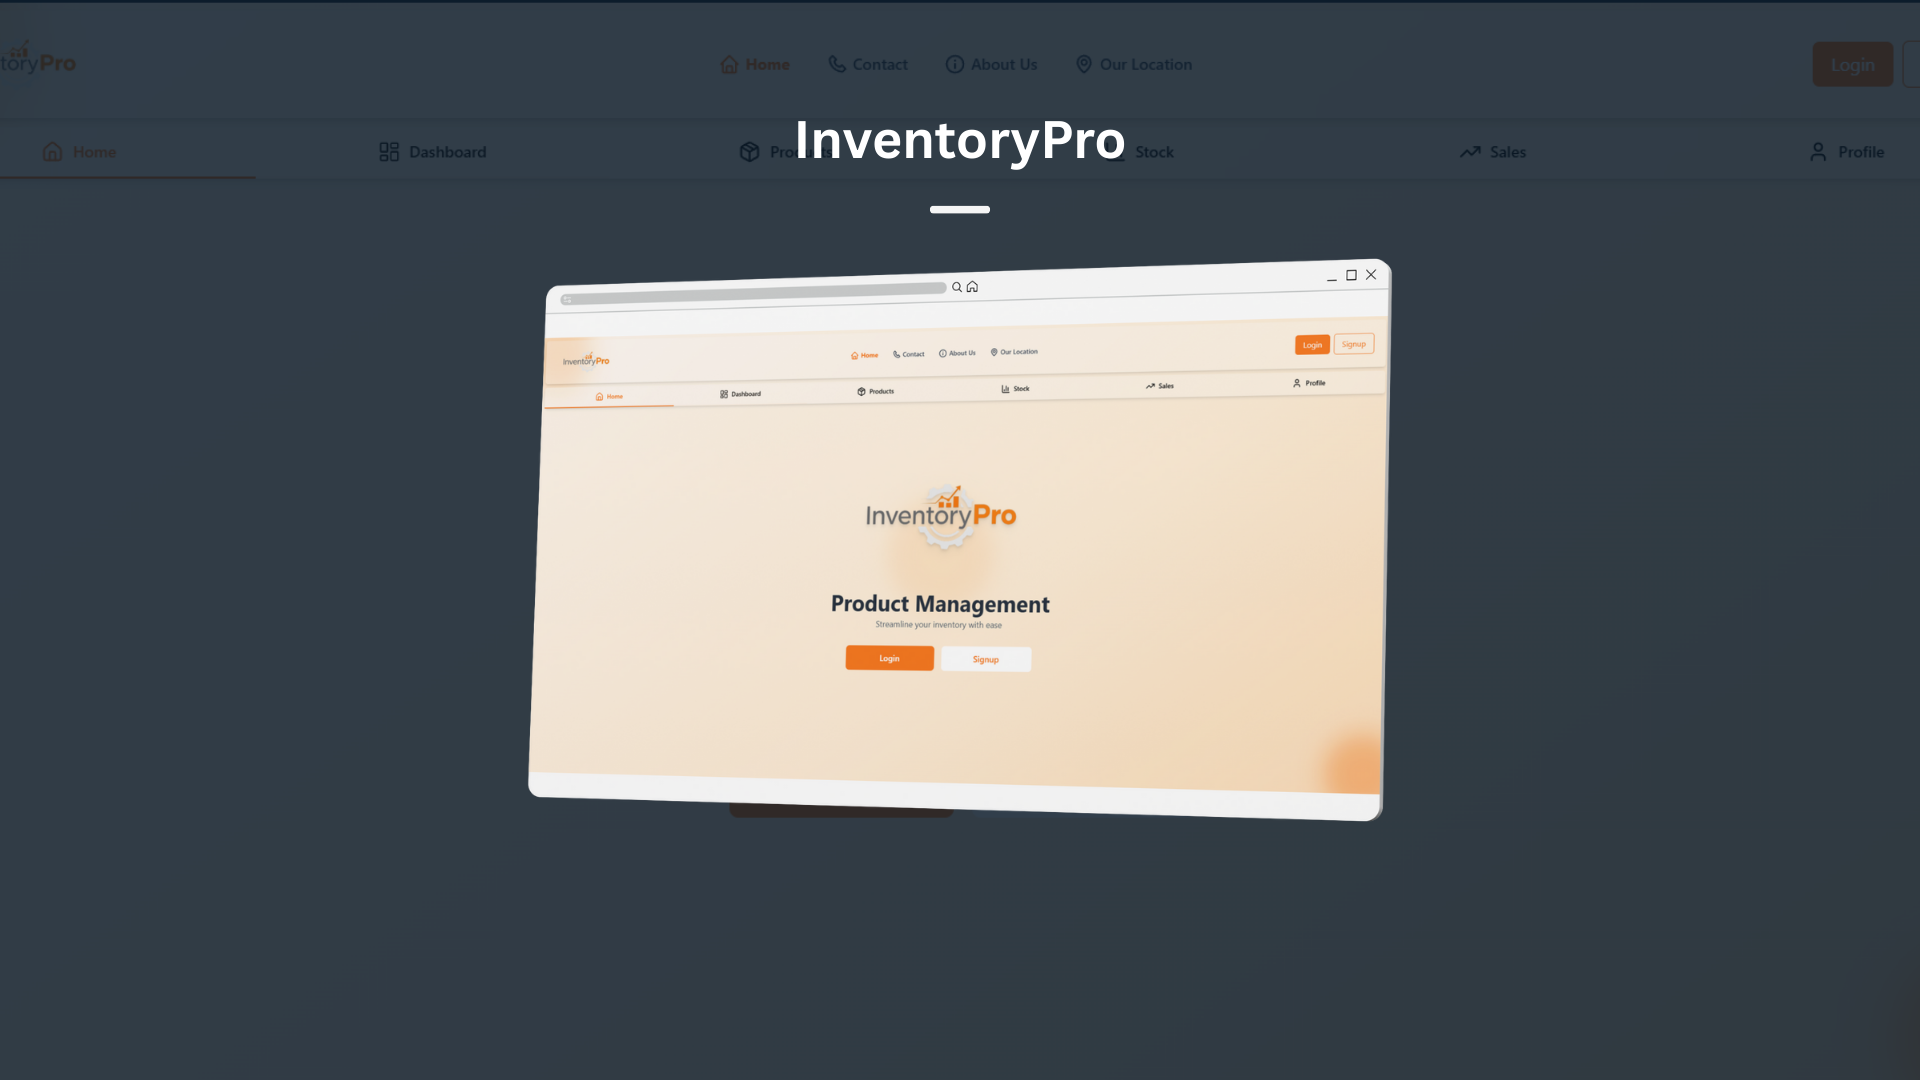 toryPro
Home Contact About Us Our Location
Login
InventoryPro
Home Dashboard Stock Sales Profile
InventoryPro
Home Contact About Us Our Location
Login Signup
Home Dashboard Products Stock Sales Profile
InventoryPro
Product Management
Streamline your inventory with ease
Login Signup